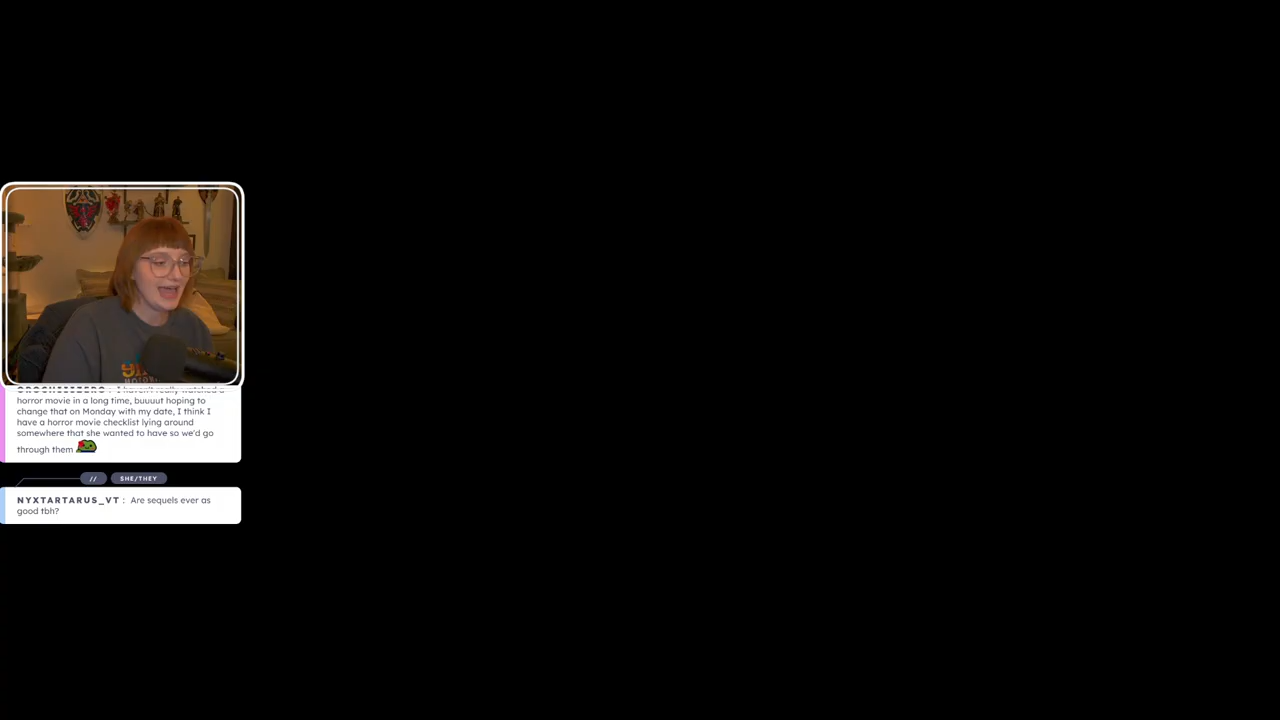 horror movie in a long time, buuuut hoping to
change that on Monday with my date, I think I
have a horror movie checklist lying around
somewhere that she wanted to have so we'd go
through them
// SHE/THEY
NYXTARTARUS_VT : Are sequels ever as
good tbh?